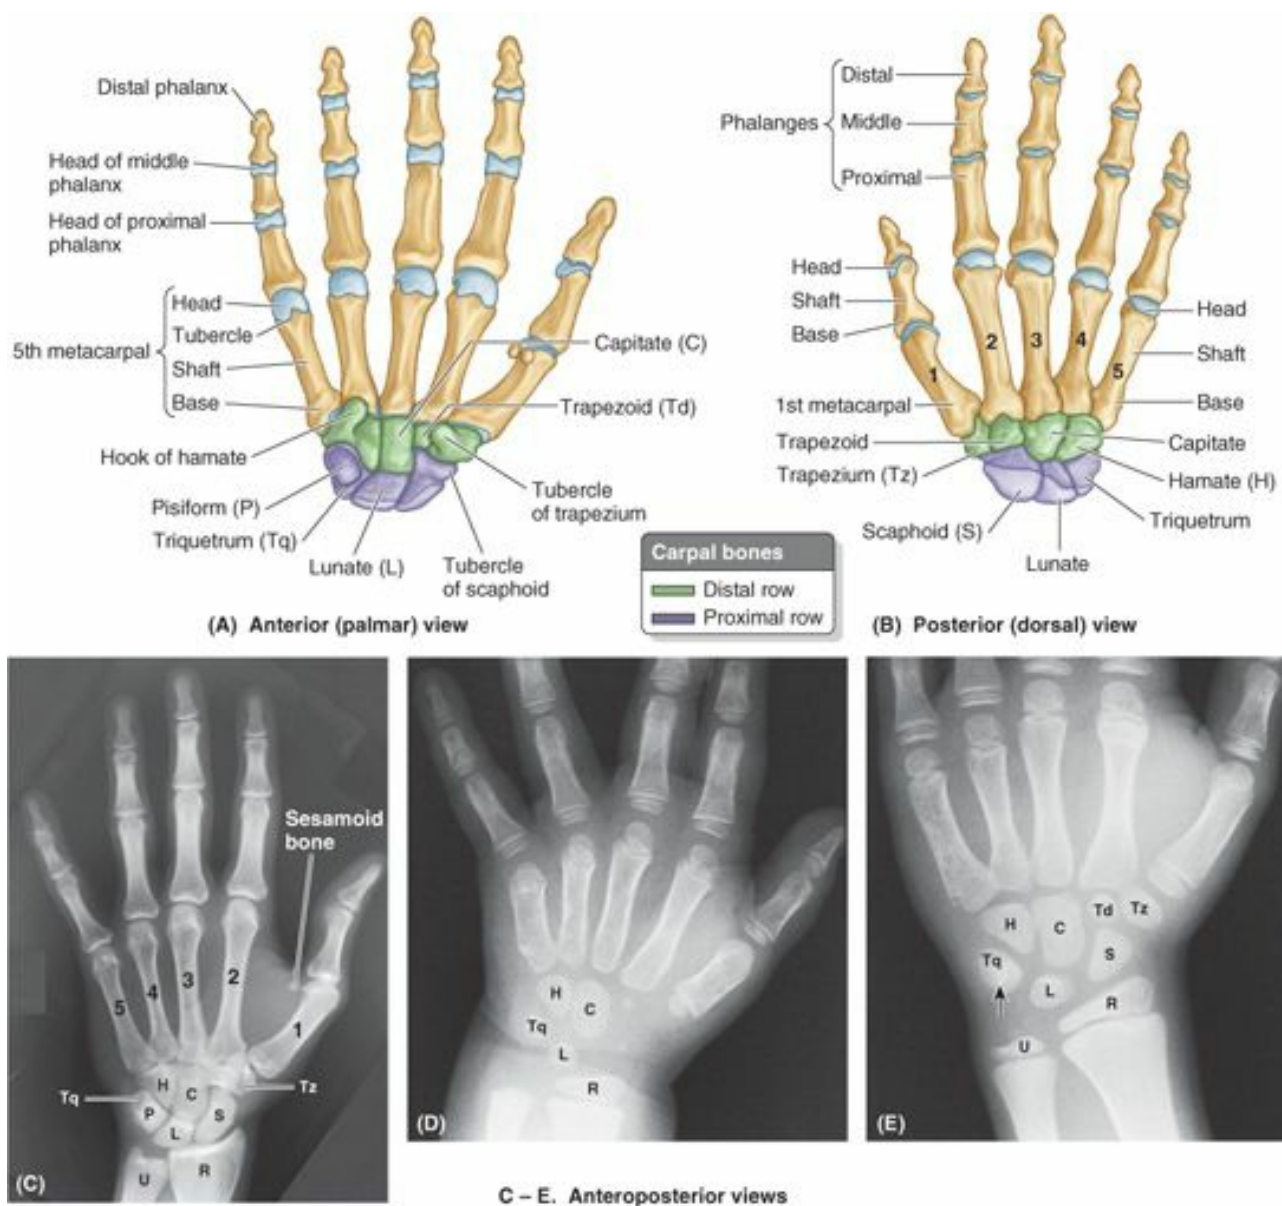 Distal phalanx
Head of middle
phalanx
Head of proximal
phalanx
5th metacarpal
Head
Tubercle
Shaft
Base
Hook of hamate
Pisiform (P)
Triquetrum (Tq)
Lunate (L)
Capitate (C)
Trapezoid (Td)
Tubercle
of trapezium
Tubercle
of scaphoid
(A) Anterior (palmar) view
Carpal bones
Distal row
Proximal row
Phalanges
Distal
Middle
Proximal
Head
Shaft
Base
1
2
3
4
5
1st metacarpal
Trapezoid
Trapezium (Tz)
Scaphoid (S)
Lunate
Head
Shaft
Base
Capitate
Hamate (H)
Triquetrum
(B) Posterior (dorsal) view
Sesamoid
bone
5
4
3
2
1
Tq
H
C
Tz
P
S
L
U
R
(C)
H
C
Tq
L
R
(D)
H
C
Td
Tz
Tq
S
L
R
U
(E)
C – E. Anteroposterior views